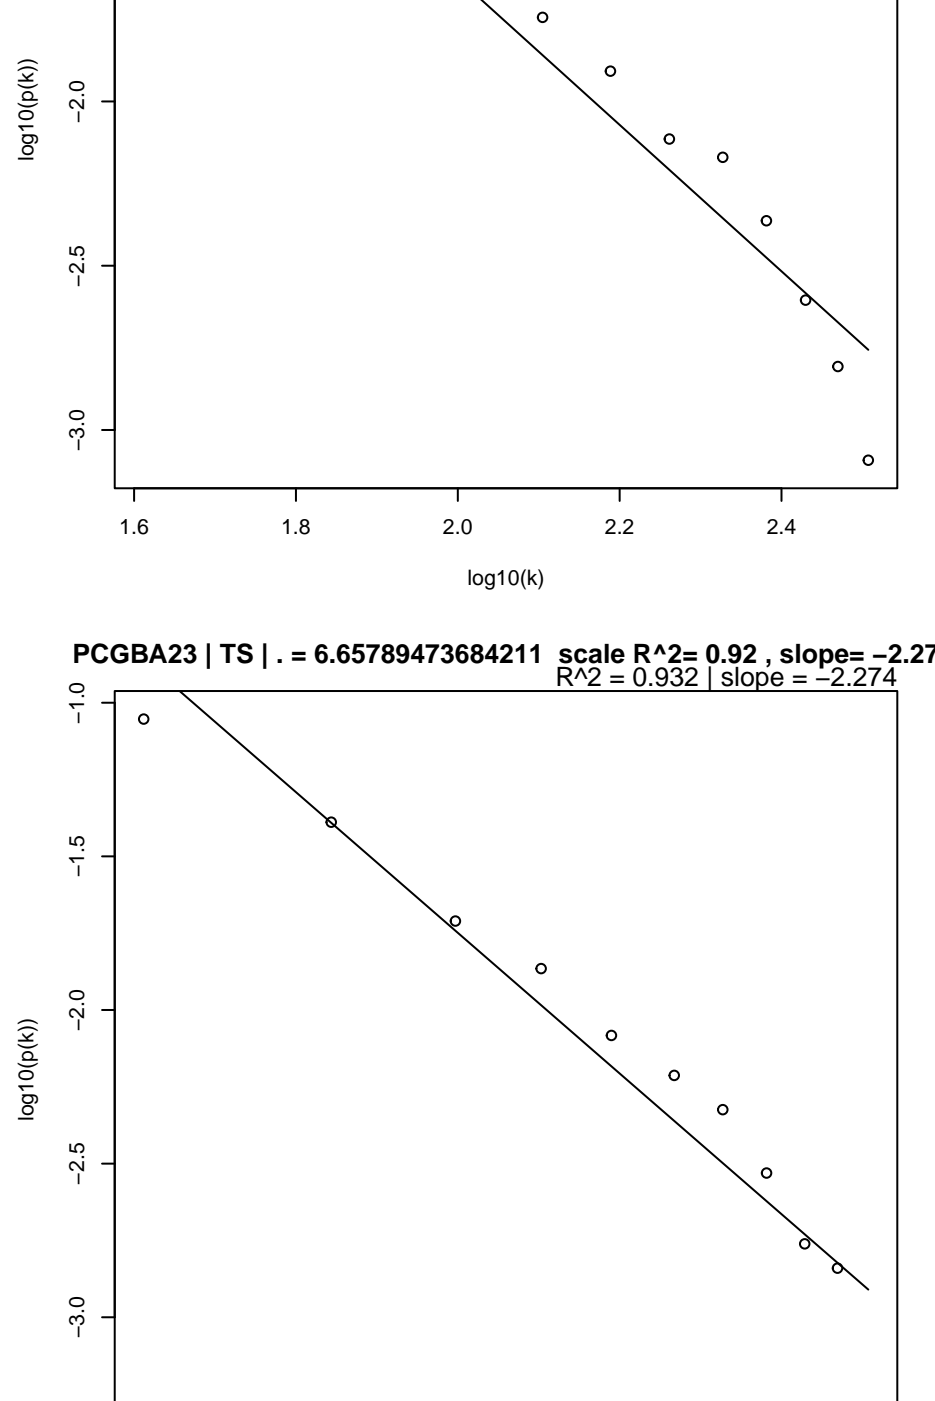 −2.0
−2.5
−3.0
log10(p(k))
1.6 1.8 2.0 2.2 2.4
log10(k)
PCGBA23 | TS | . = 6.65789473684211 scale R^2= 0.92 , slope= −2.27
R^2 = 0.932 | slope = −2.274
−1.0
−1.5
−2.0
−2.5
−3.0
log10(p(k))